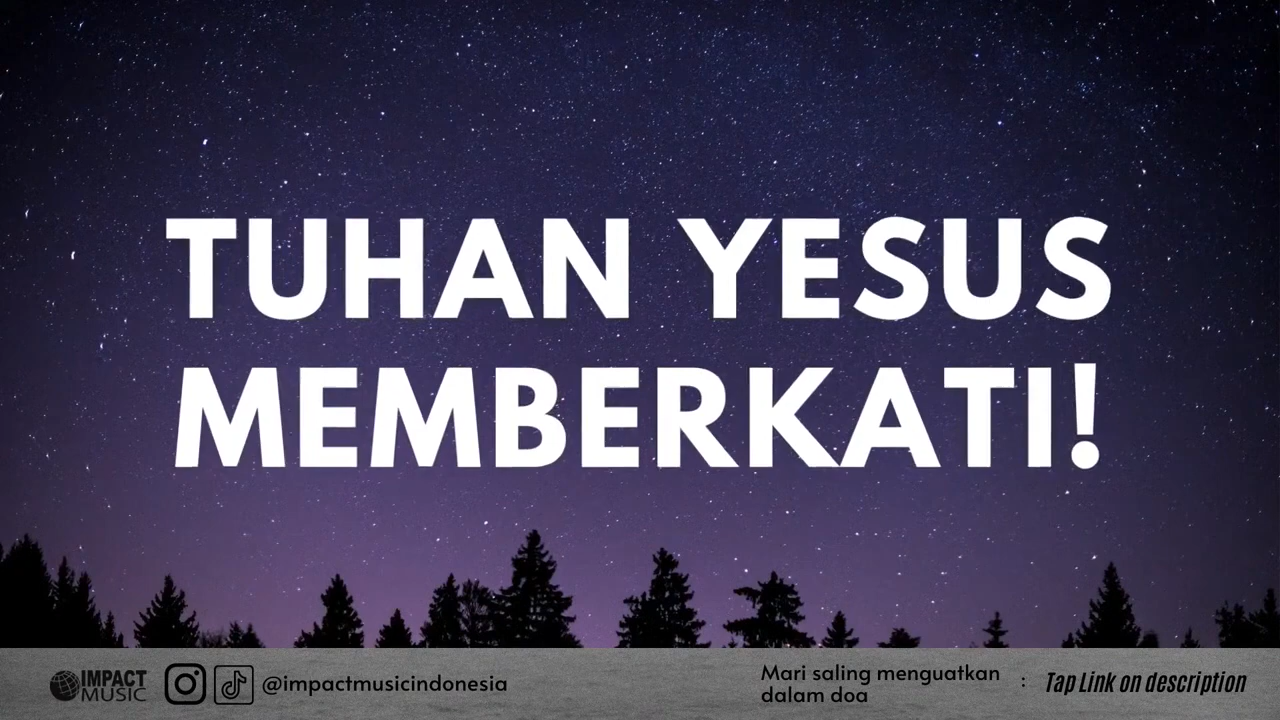 TUHAN YESUS
MEMBERKATI!
IMPACT
MUSIC
@impactmusicindonesia
Mari saling menguatkan
dalam doa
: Tap Link on description